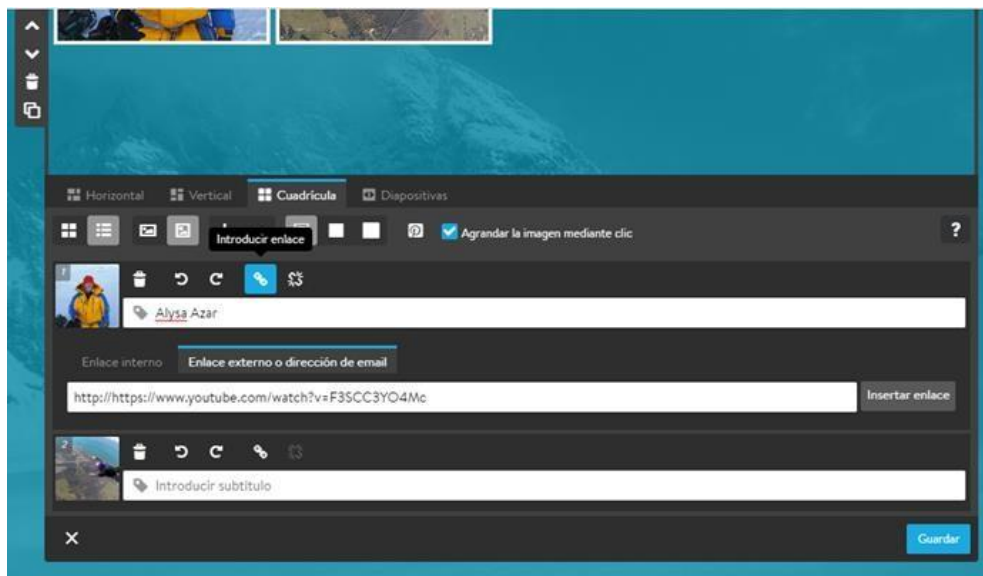 Horizontal Vertical Cuadrícula Diapositivas
Introducir enlace
Agrandar la imagen mediante clic ?
1
Alysa Azar
Enlace interno Enlace externo o dirección de email
http://https://www.youtube.com/watch?v=F3SCC3YO4Mc Insertar enlace
2
Introducir subtítulo
Guardar